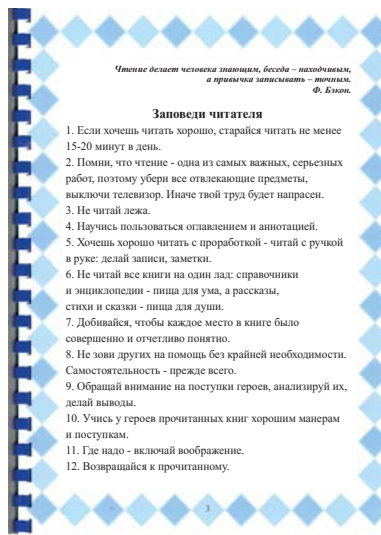 Чтение делает человека знающим, беседа – находчивым,
а привычка записывать – точным.
Ф. Бэкон.
Заповеди читателя
1. Если хочешь читать хорошо, старайся читать не менее
15-20 минут в день.
2. Помни, что чтение - одна из самых важных, серьезных
работ, поэтому убери все отвлекающие предметы,
выключи телевизор. Иначе твой труд будет напрасен.
3. Не читай лежа.
4. Научись пользоваться оглавлением и аннотацией.
5. Хочешь хорошо читать с проработкой - читай с ручкой
в руке: делай записи, заметки.
6. Не читай все книги на один лад: справочники
и энциклопедии - пища для ума, а рассказы,
стихи и сказки - пища для души.
7. Добивайся, чтобы каждое место в книге было
совершенно и отчетливо понятно.
8. Не зови других на помощь без крайней необходимости.
Самостоятельность - прежде всего.
9. Обращай внимание на поступки героев, анализируй их,
делай выводы.
10. Учись у героев прочитанных книг хорошим манерам
и поступкам.
11. Где надо - включай воображение.
12. Возвращайся к прочитанному.
3